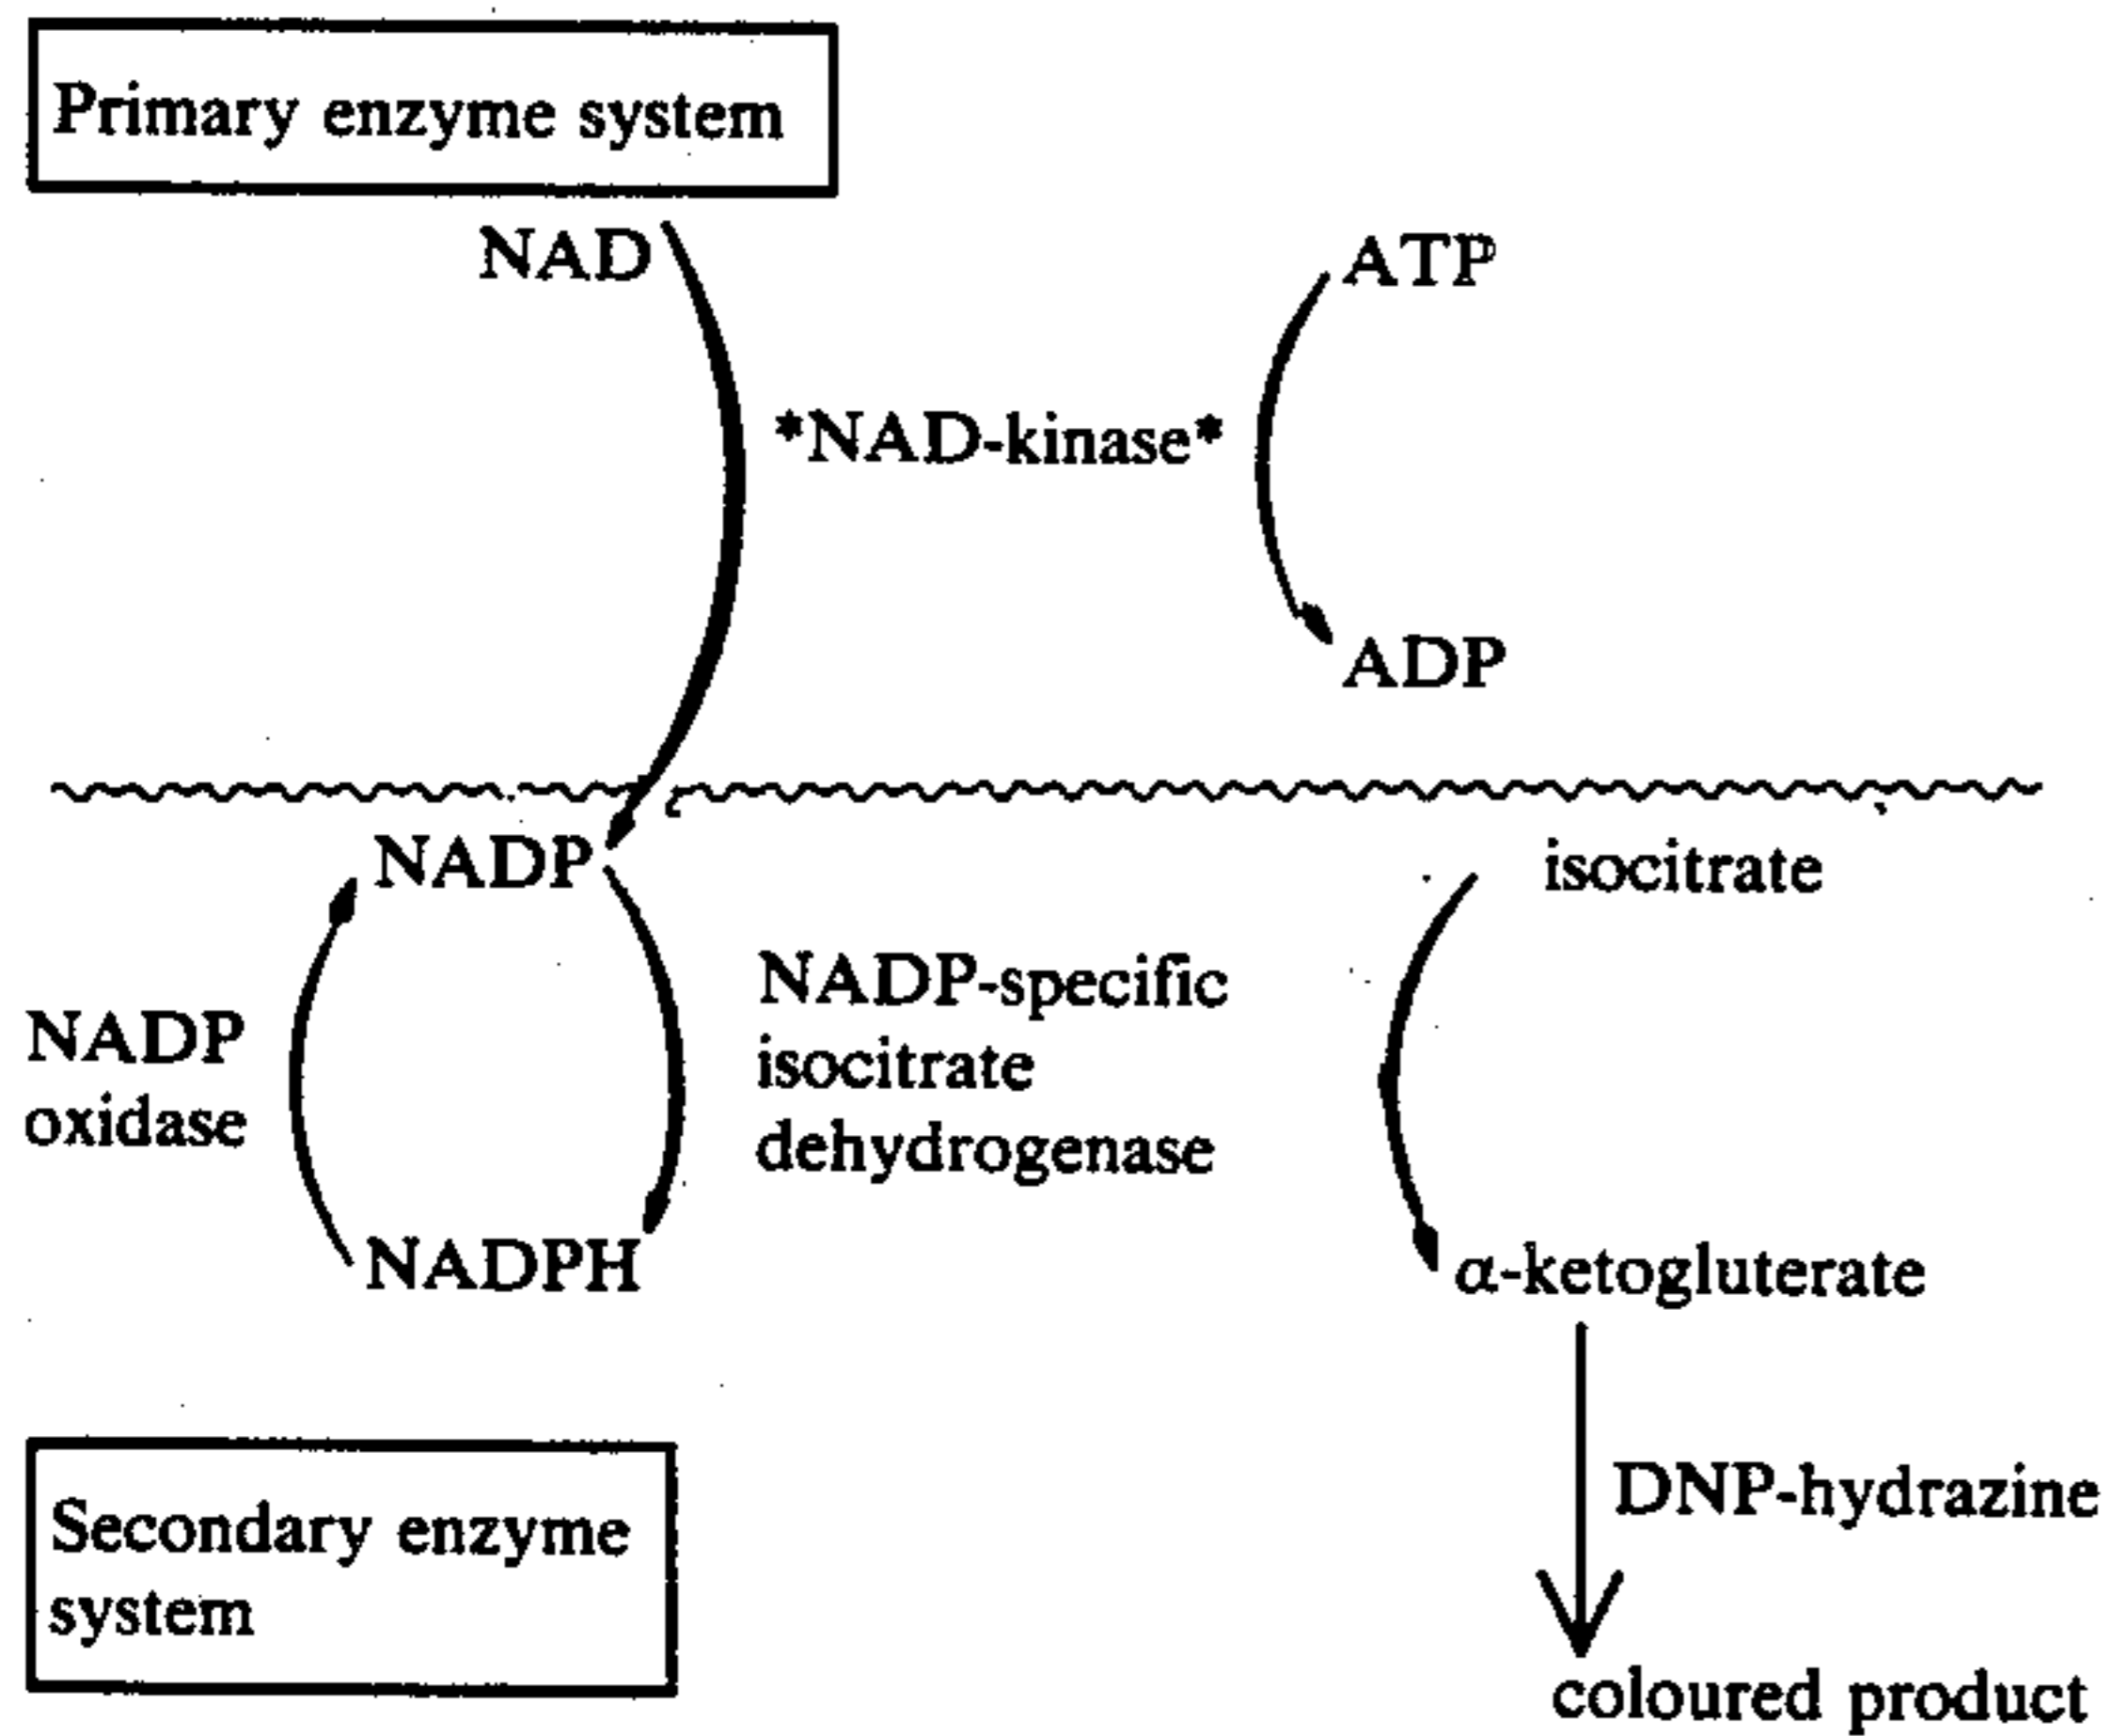 Primary enzyme system
NAD
ATP
*NAD-kinase*
ADP
NADP
isocitrate
NADP
oxidase
NADP-specific
isocitrate
dehydrogenase
NADPH
α-ketogluterate
DNP-hydrazine
Secondary enzyme
system
coloured product